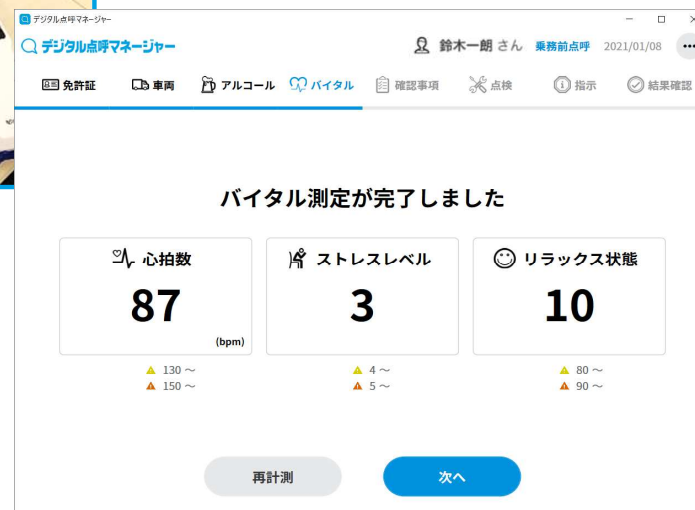 デジタル点呼マネージャー
デジタル点呼マネージャー 鈴木一朗 さん 乗務前点呼 2021/01/08
免許証 車両 アルコール バイタル 確認事項 点検 指示 結果確認
バイタル測定が完了しました
心拍数 ストレスレベル リラックス状態
87 3 10
(bpm)
130 ～ 4 ～ 80 ～
150 ～ 5 ～ 90 ～
再計測 次へ